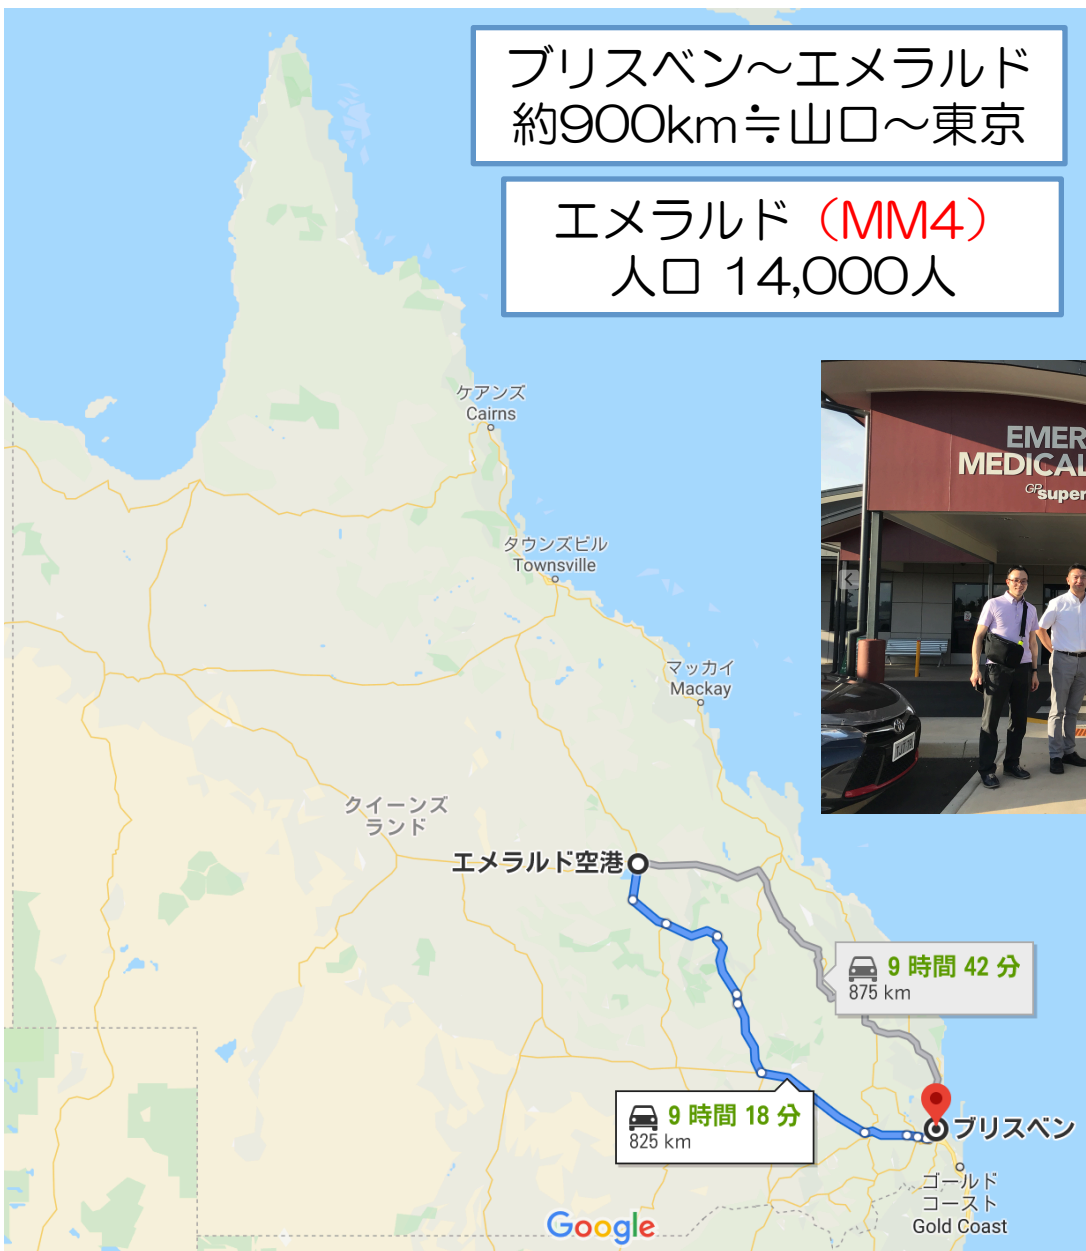 ブリスベン～エメラルド
約900km≒山口～東京
エメラルド（MM4）
人口 14,000人
ケアンズ
Cairns
EMER
MEDICAL
GP super
タウンズビル
Townsville
マッカイ
Mackay
クイーンズ
ランド
エメラルド空港
9 時間 42 分
875 km
9 時間 18 分
825 km
ブリスベン
ゴールド
コースト
Gold Coast
Google